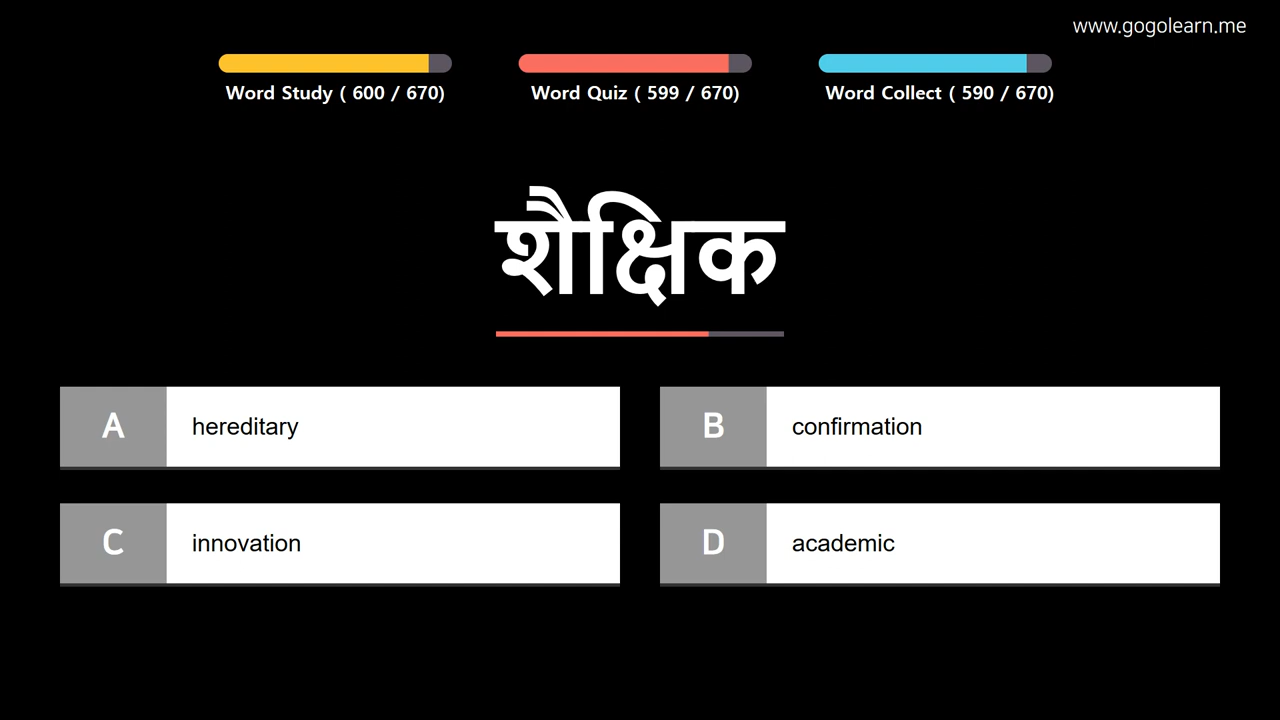 www.gogolearn.me
Word Study ( 600 / 670)
Word Quiz ( 599 / 670)
Word Collect ( 590 / 670)
शैक्षिक
A hereditary
B confirmation
C innovation
D academic